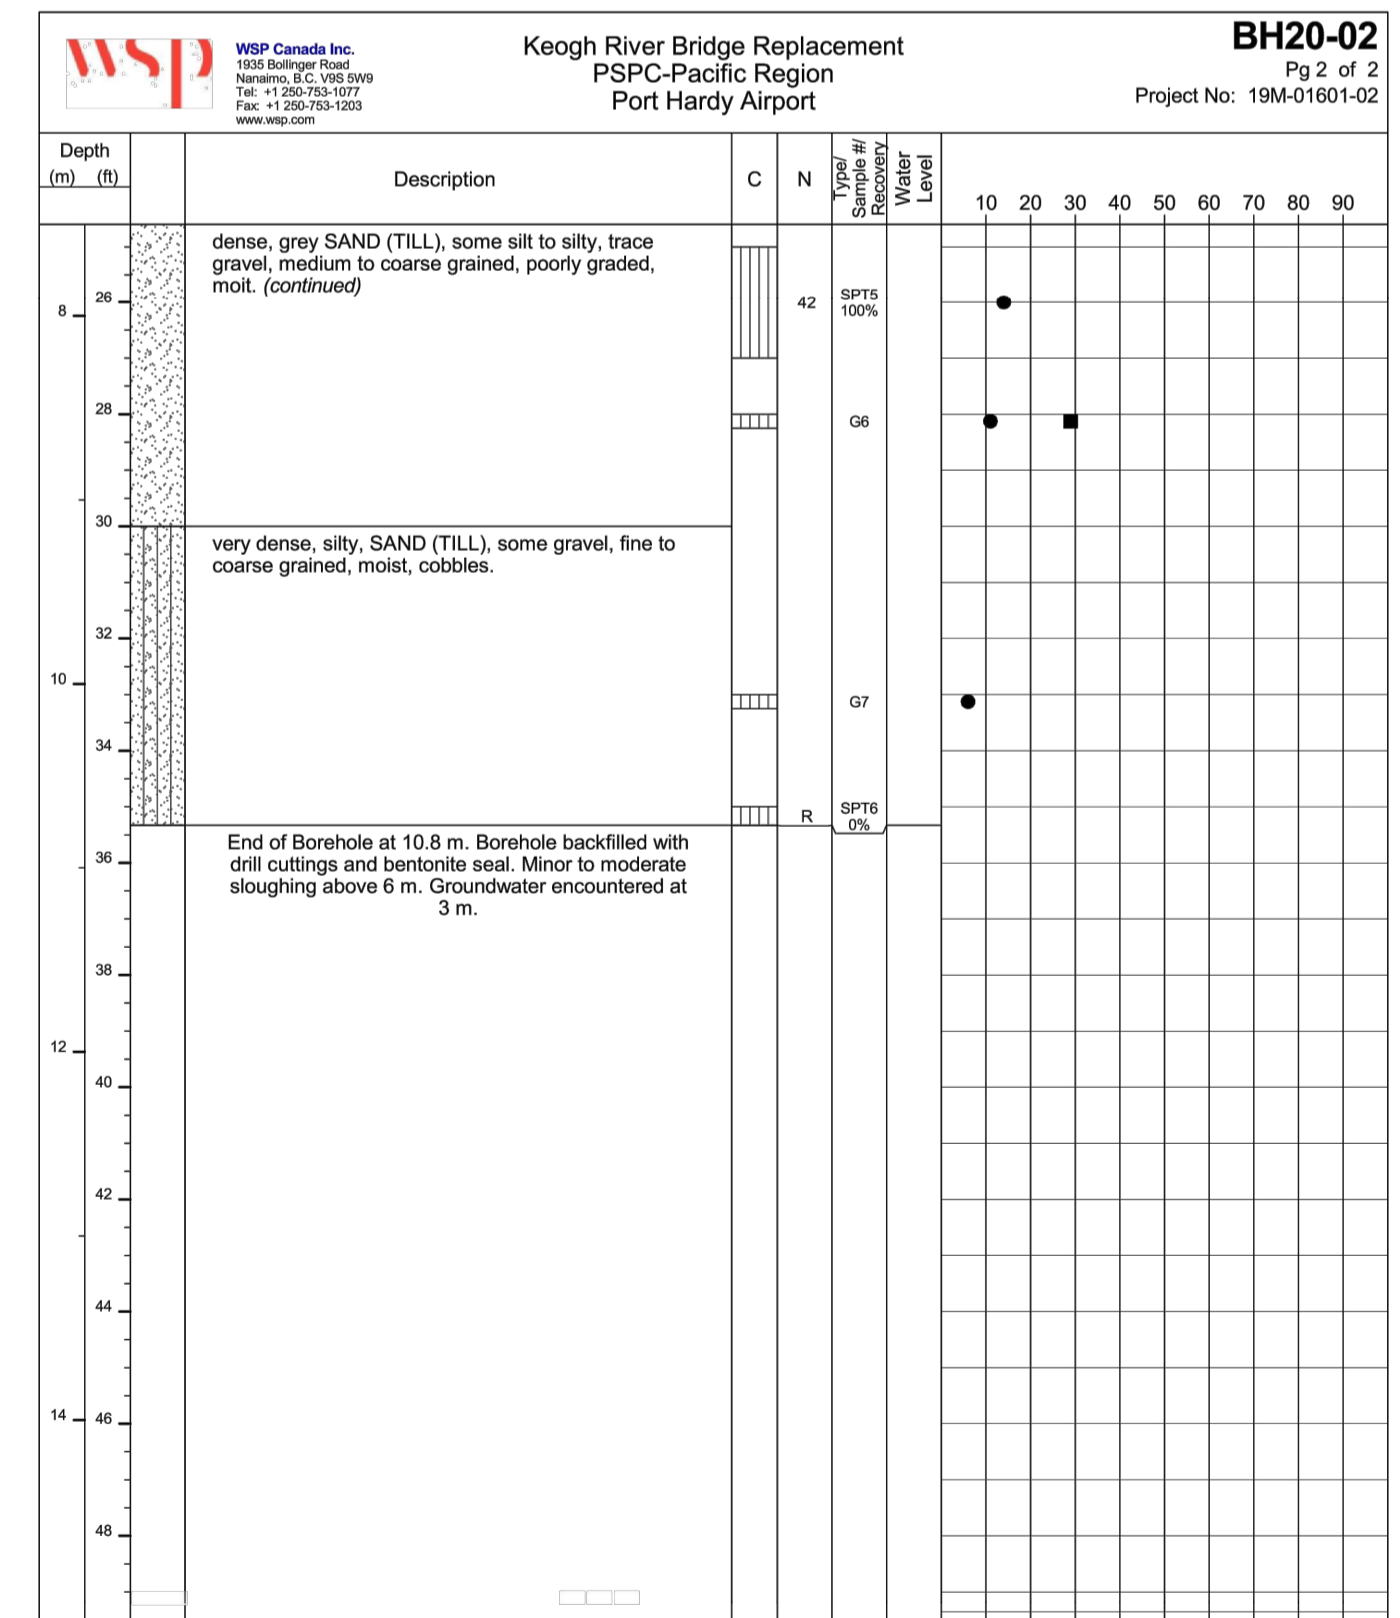 wsp
WSP Canada Inc.
1935 Bollinger Road
Nanaimo, B.C. V9S 5W9
Tel: +1 250-753-1077
Fax: +1 250-753-1203
www.wsp.com
Keogh River Bridge Replacement
PSPC-Pacific Region
Port Hardy Airport
BH20-02
Pg 2 of 2
Project No: 19M-01601-02
Depth
(m) (ft)
Description
C
N
Type/
Sample #/
Recovery
Water
Level
10 20 30 40 50 60 70 80 90
dense, grey SAND (TILL), some silt to silty, trace
gravel, medium to coarse grained, poorly graded,
moit. (continued)
26
8
42
SPT5
100%
28
G6
30
very dense, silty, SAND (TILL), some gravel, fine to
coarse grained, moist, cobbles.
32
10
G7
34
R
SPT6
0%
End of Borehole at 10.8 m. Borehole backfilled with
drill cuttings and bentonite seal. Minor to moderate
sloughing above 6 m. Groundwater encountered at
3 m.
36
38
12
40
42
44
14
46
48